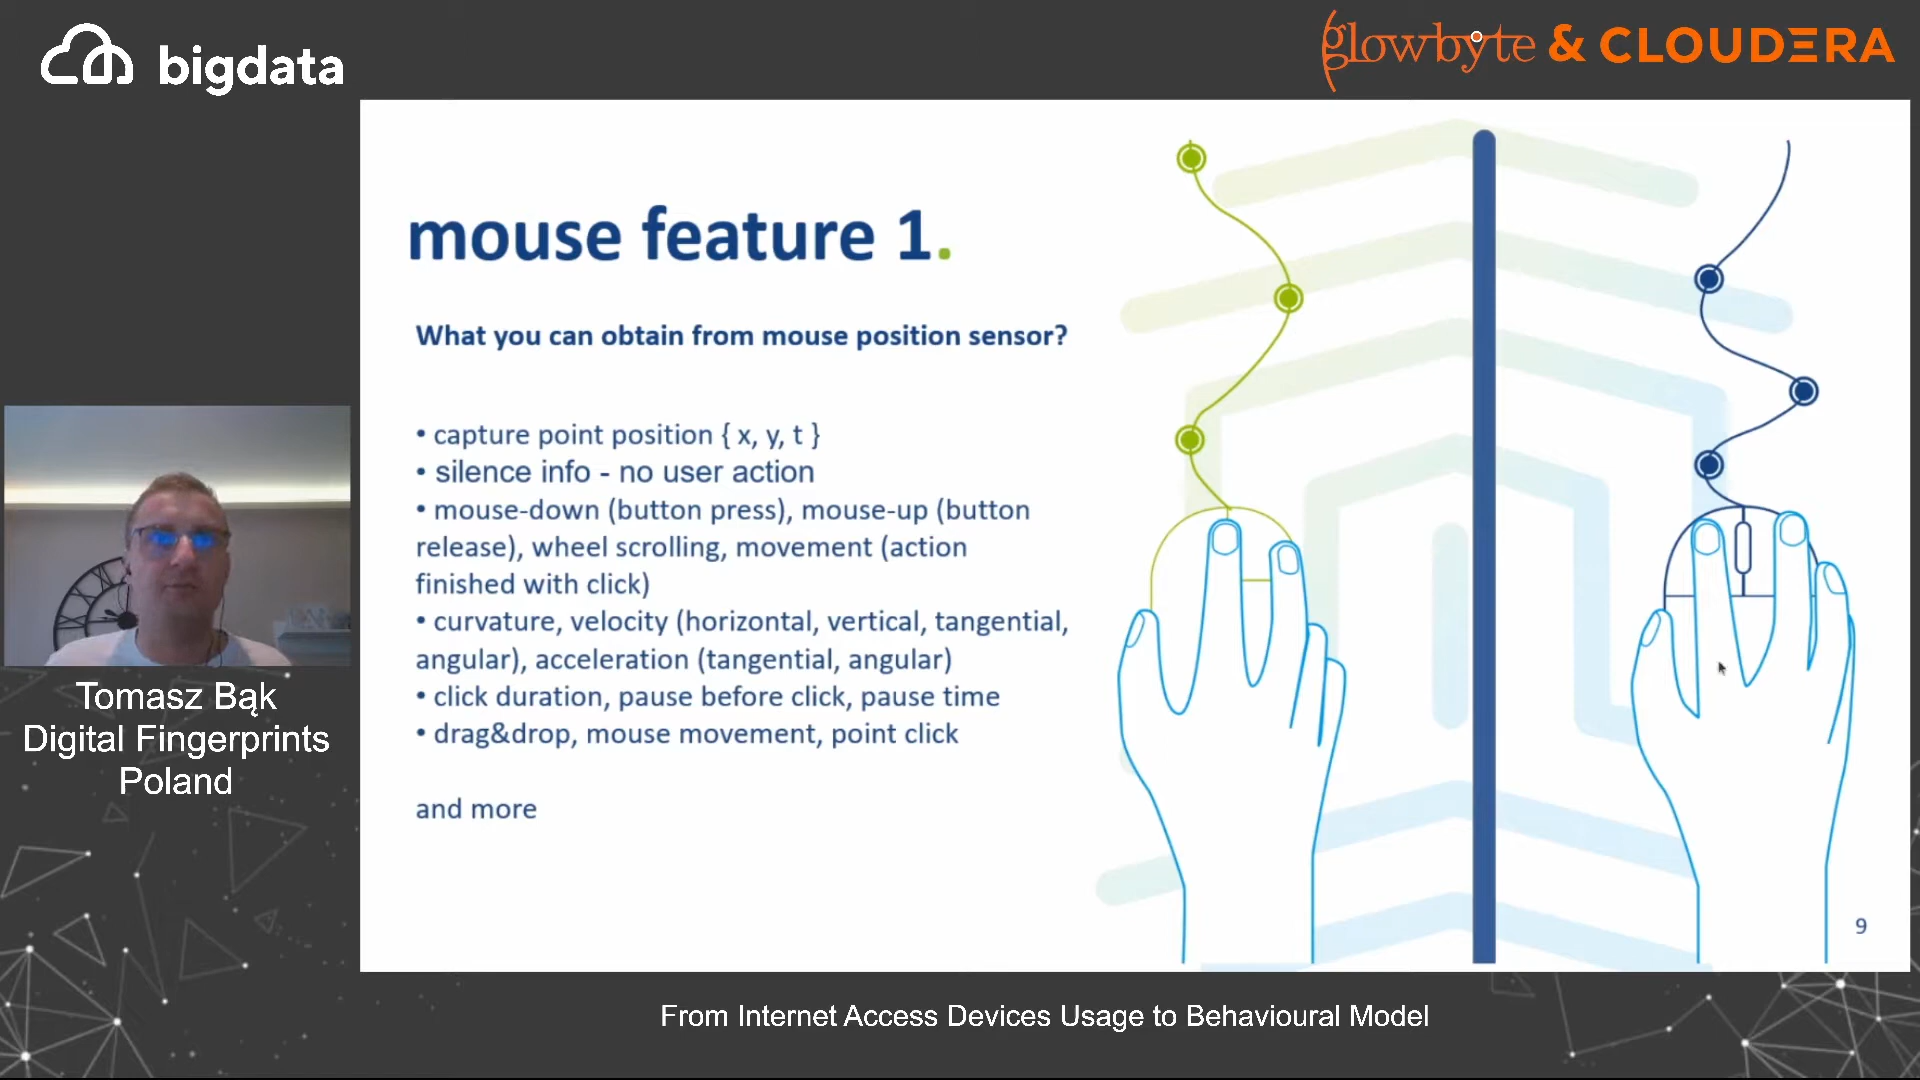 bigdata
glowbyte & CLOUDERA
mouse feature 1.
What you can obtain from mouse position sensor?
• capture point position { x, y, t }
• silence info - no user action
• mouse-down (button press), mouse-up (button
release), wheel scrolling, movement (action
finished with click)
• curvature, velocity (horizontal, vertical, tangential,
angular), acceleration (tangential, angular)
• click duration, pause before click, pause time
• drag&drop, mouse movement, point click
and more
9
Tomasz Bąk
Digital Fingerprints
Poland
From Internet Access Devices Usage to Behavioural Model